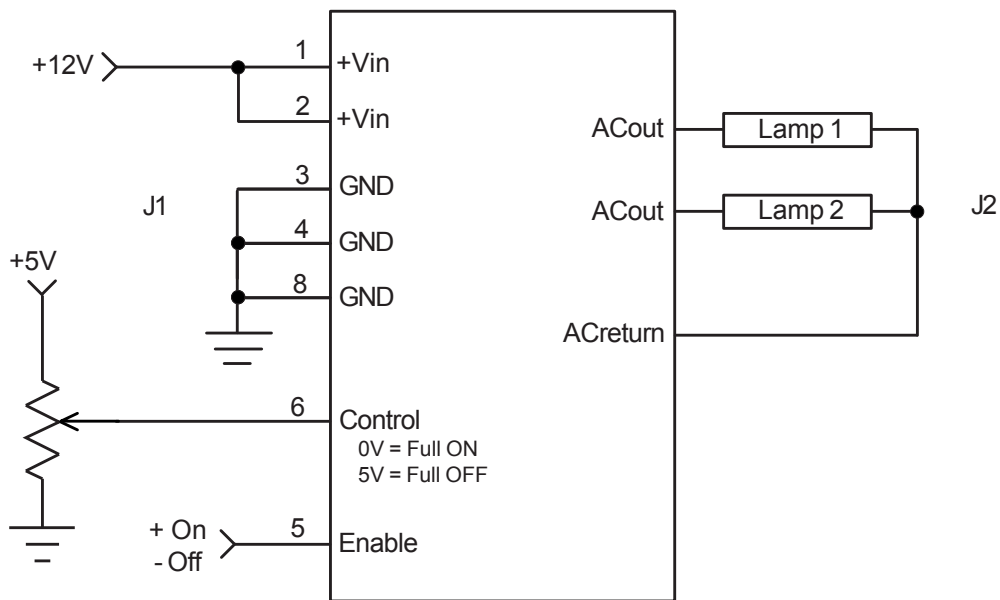 +12V
1
+Vin
2
+Vin
3
GND
J1
4
GND
8
GND
+5V
6
Control
0V = Full ON
5V = Full OFF
+ On
- Off
5
Enable
ACout
Lamp 1
ACout
Lamp 2
J2
ACreturn